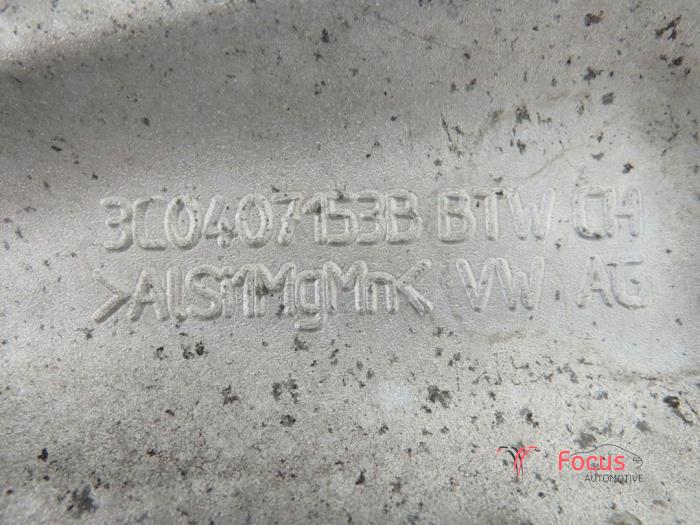 3C0407153B BTW CH
>AlSi1MgMn< VW AG
Focus
AUTOMOTIVE